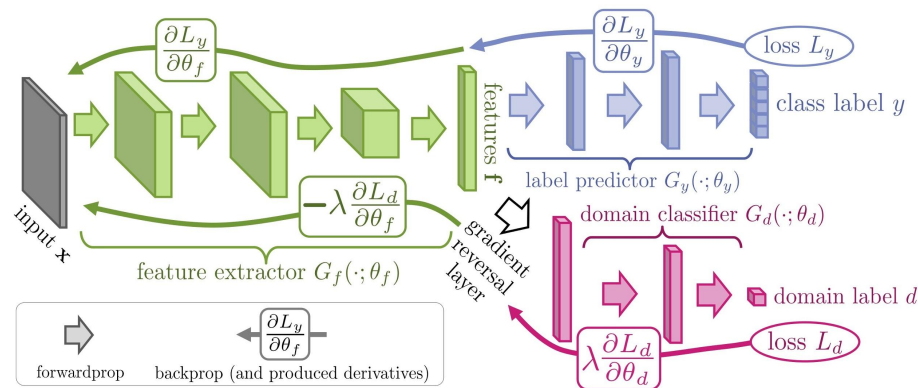 ∂L_y/∂θ_f
∂L_y/∂θ_y
loss L_y
features f
class label y
input x
label predictor G_y(·;θ_y)
−λ ∂L_d/∂θ_f
gradient
reversal
layer
domain classifier G_d(·;θ_d)
feature extractor G_f(·;θ_f)
domain label d
λ ∂L_d/∂θ_d
loss L_d
forwardprop
∂L_y/∂θ_f
backprop (and produced derivatives)